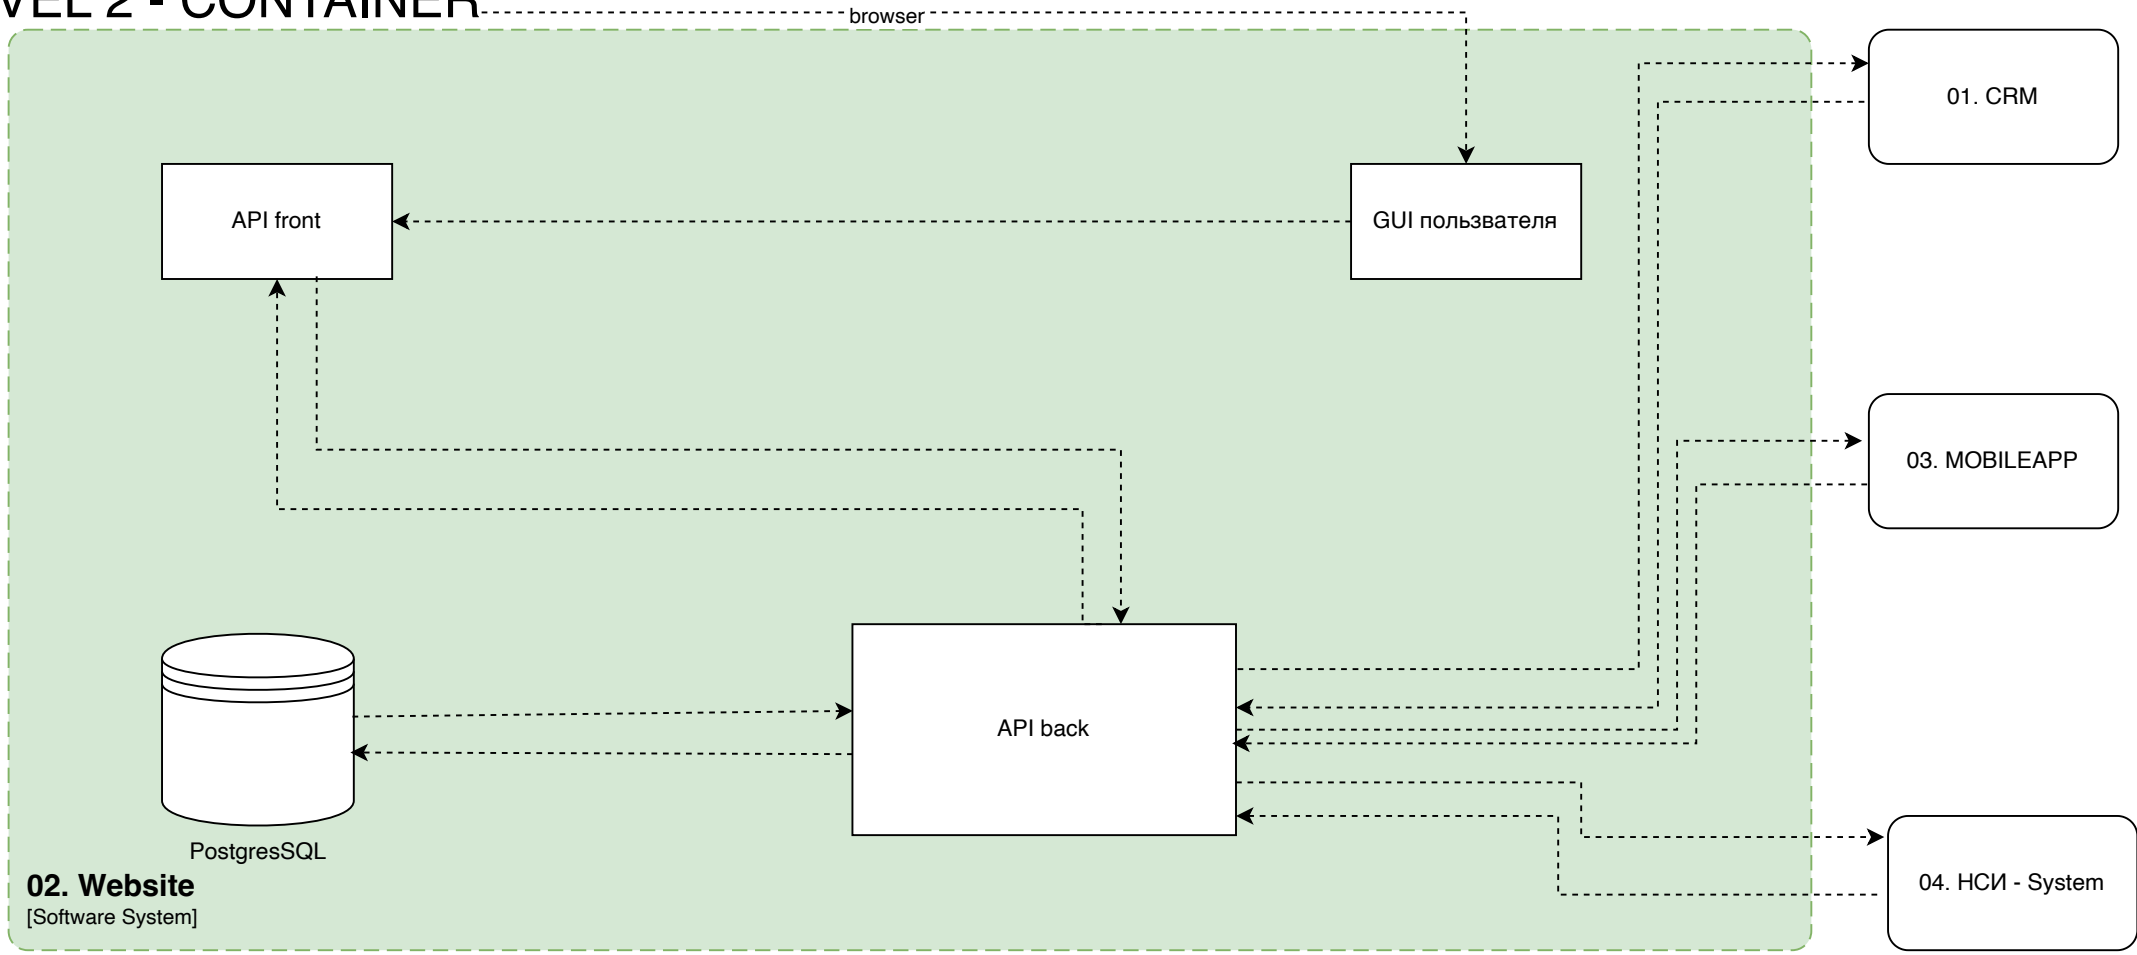 VEL 2 - CONTAINER
browser
01. CRM
API front
GUI пользвателя
03. MOBILEAPP
API back
PostgresSQL
02. Website
[Software System]
04. НСИ - System